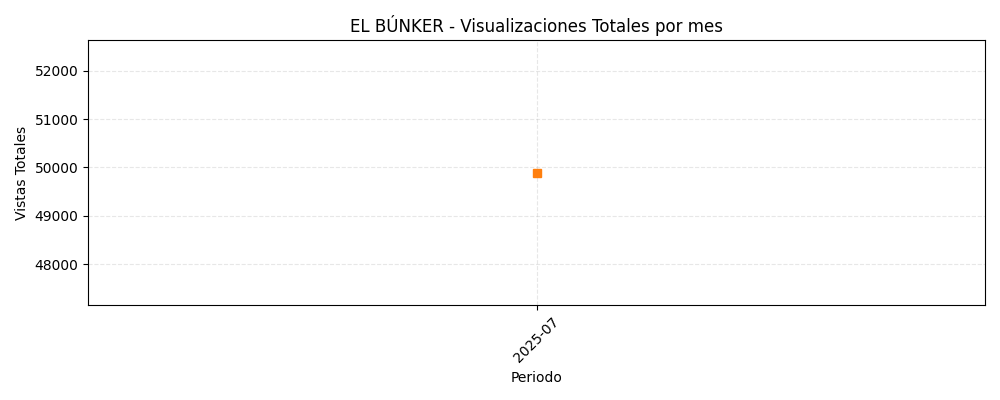 EL BÚNKER - Visualizaciones Totales por mes
Vistas Totales
52000
51000
50000
49000
48000
2025-07
Periodo